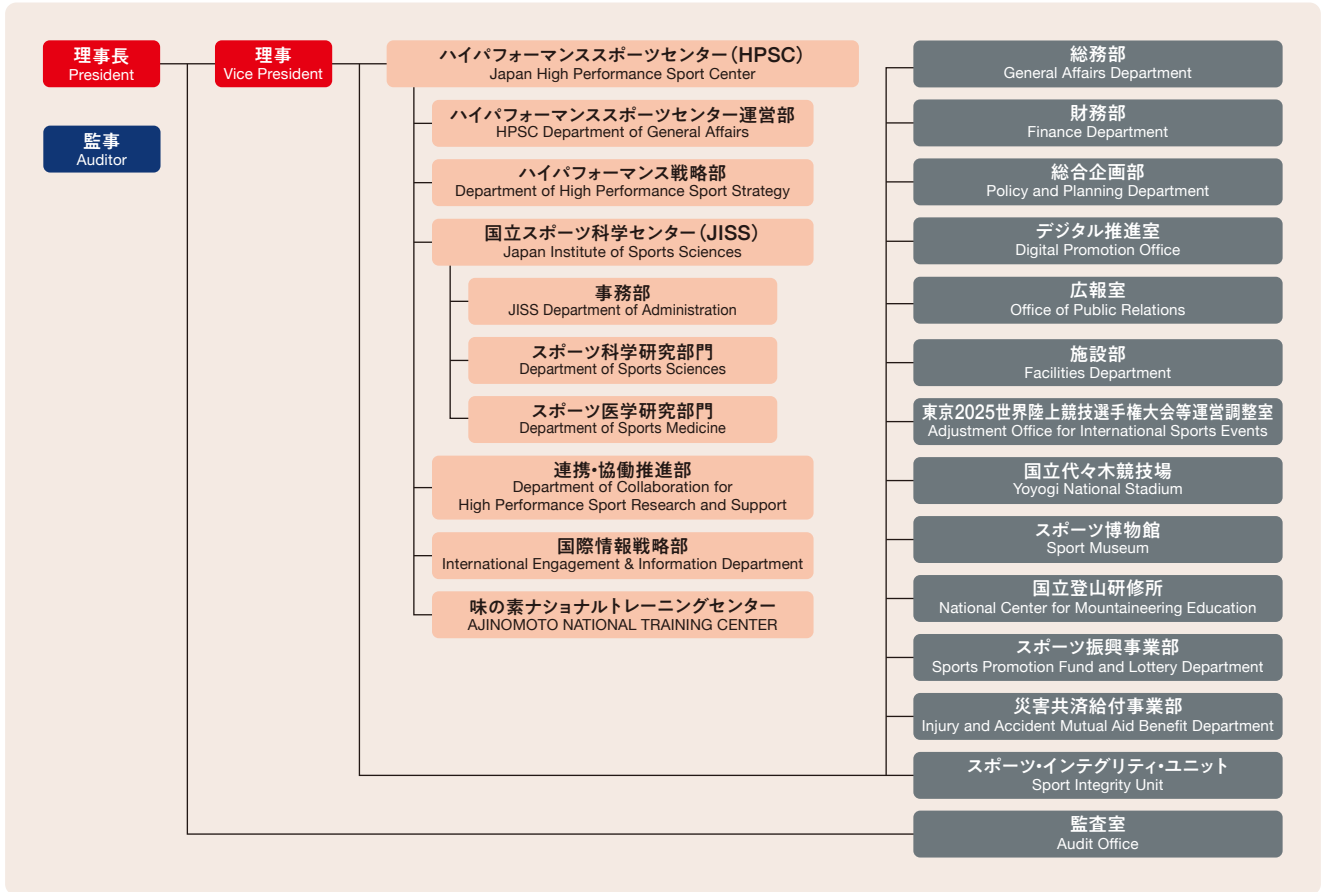 理事長
President
監事
Auditor
理事
Vice President
ハイパフォーマンススポーツセンター(HPSC)
Japan High Performance Sport Center
ハイパフォーマンススポーツセンター運営部
HPSC Department of General Affairs
ハイパフォーマンス戦略部
Department of High Performance Sport Strategy
国立スポーツ科学センター(JISS)
Japan Institute of Sports Sciences
事務部
JISS Department of Administration
スポーツ科学研究部門
Department of Sports Sciences
スポーツ医学研究部門
Department of Sports Medicine
連携・協働推進部
Department of Collaboration for
High Performance Sport Research and Support
国際情報戦略部
International Engagement & Information Department
味の素ナショナルトレーニングセンター
AJINOMOTO NATIONAL TRAINING CENTER
総務部
General Affairs Department
財務部
Finance Department
総合企画部
Policy and Planning Department
デジタル推進室
Digital Promotion Office
広報室
Office of Public Relations
施設部
Facilities Department
東京2025世界陸上競技選手権大会等運営調整室
Adjustment Office for International Sports Events
国立代々木競技場
Yoyogi National Stadium
スポーツ博物館
Sport Museum
国立登山研修所
National Center for Mountaineering Education
スポーツ振興事業部
Sports Promotion Fund and Lottery Department
災害共済給付事業部
Injury and Accident Mutual Aid Benefit Department
スポーツ・インテグリティ・ユニット
Sport Integrity Unit
監査室
Audit Office